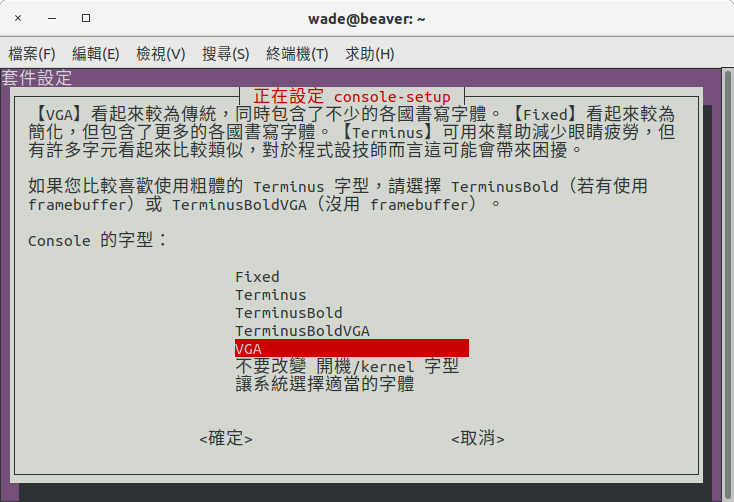 wade@beaver: ~
檔案(F) 編輯(E) 檢視(V) 搜尋(S) 終端機(T) 求助(H)
套件設定
正在設定 console-setup
【VGA】看起來較為傳統，同時包含了不少的各國書寫字體。【Fixed】看起來較為
簡化，但包含了更多的各國書寫字體。【Terminus】可用來幫助減少眼睛疲勞，但
有許多字元看起來比較類似，對於程式設技師而言這可能會帶來困擾。
如果您比較喜歡使用粗體的 Terminus 字型，請選擇 TerminusBold（若有使用
framebuffer）或 TerminusBoldVGA（沒用 framebuffer）。
Console 的字型：
Fixed
Terminus
TerminusBold
TerminusBoldVGA
VGA
不要改變 開機/kernel 字型
讓系統選擇適當的字體
<確定> <取消>